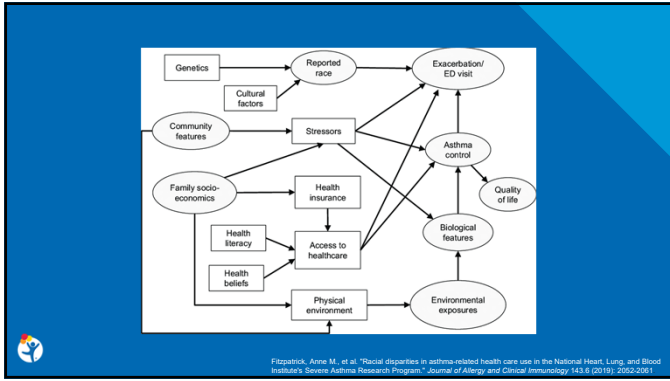 Genetics
Reported
race
Exacerbation/
ED visit
Cultural
factors
Community
features
Stressors
Asthma
control
Family socio-
economics
Health
insurance
Quality
of life
Health
literacy
Access to
healthcare
Biological
features
Health
beliefs
Physical
environment
Environmental
exposures
Fitzpatrick, Anne M., et al. "Racial disparities in asthma-related health care use in the National Heart, Lung, and Blood
Institute's Severe Asthma Research Program." Journal of Allergy and Clinical Immunology 143.6 (2019): 2052-2061